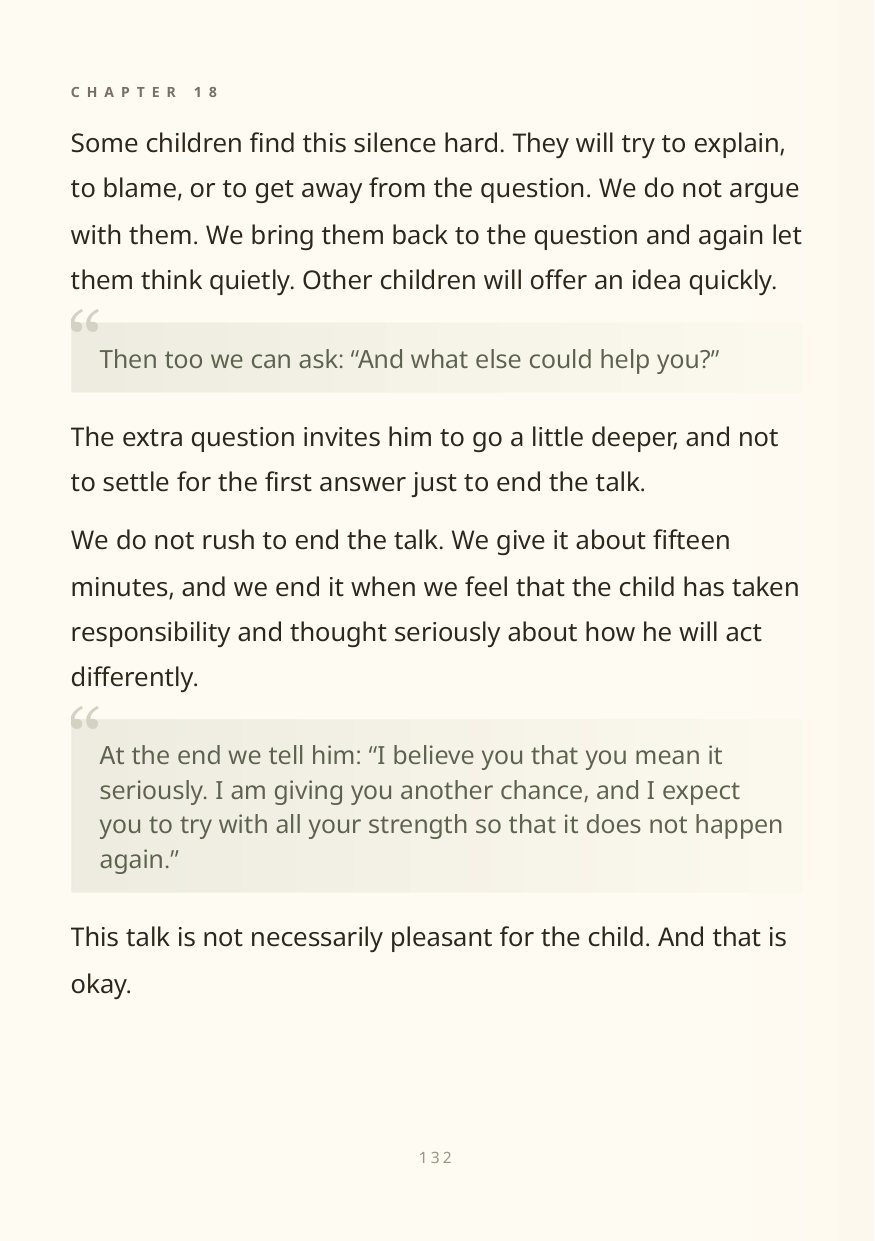 CHAPTER 18
Some children find this silence hard. They will try to explain,
to blame, or to get away from the question. We do not argue
with them. We bring them back to the question and again let
them think quietly. Other children will offer an idea quickly.
“
Then too we can ask: “And what else could help you?”
The extra question invites him to go a little deeper, and not
to settle for the first answer just to end the talk.
We do not rush to end the talk. We give it about fifteen
minutes, and we end it when we feel that the child has taken
responsibility and thought seriously about how he will act
differently.
“
At the end we tell him: “I believe you that you mean it
seriously. I am giving you another chance, and I expect
you to try with all your strength so that it does not happen
again.”
This talk is not necessarily pleasant for the child. And that is
okay.
132